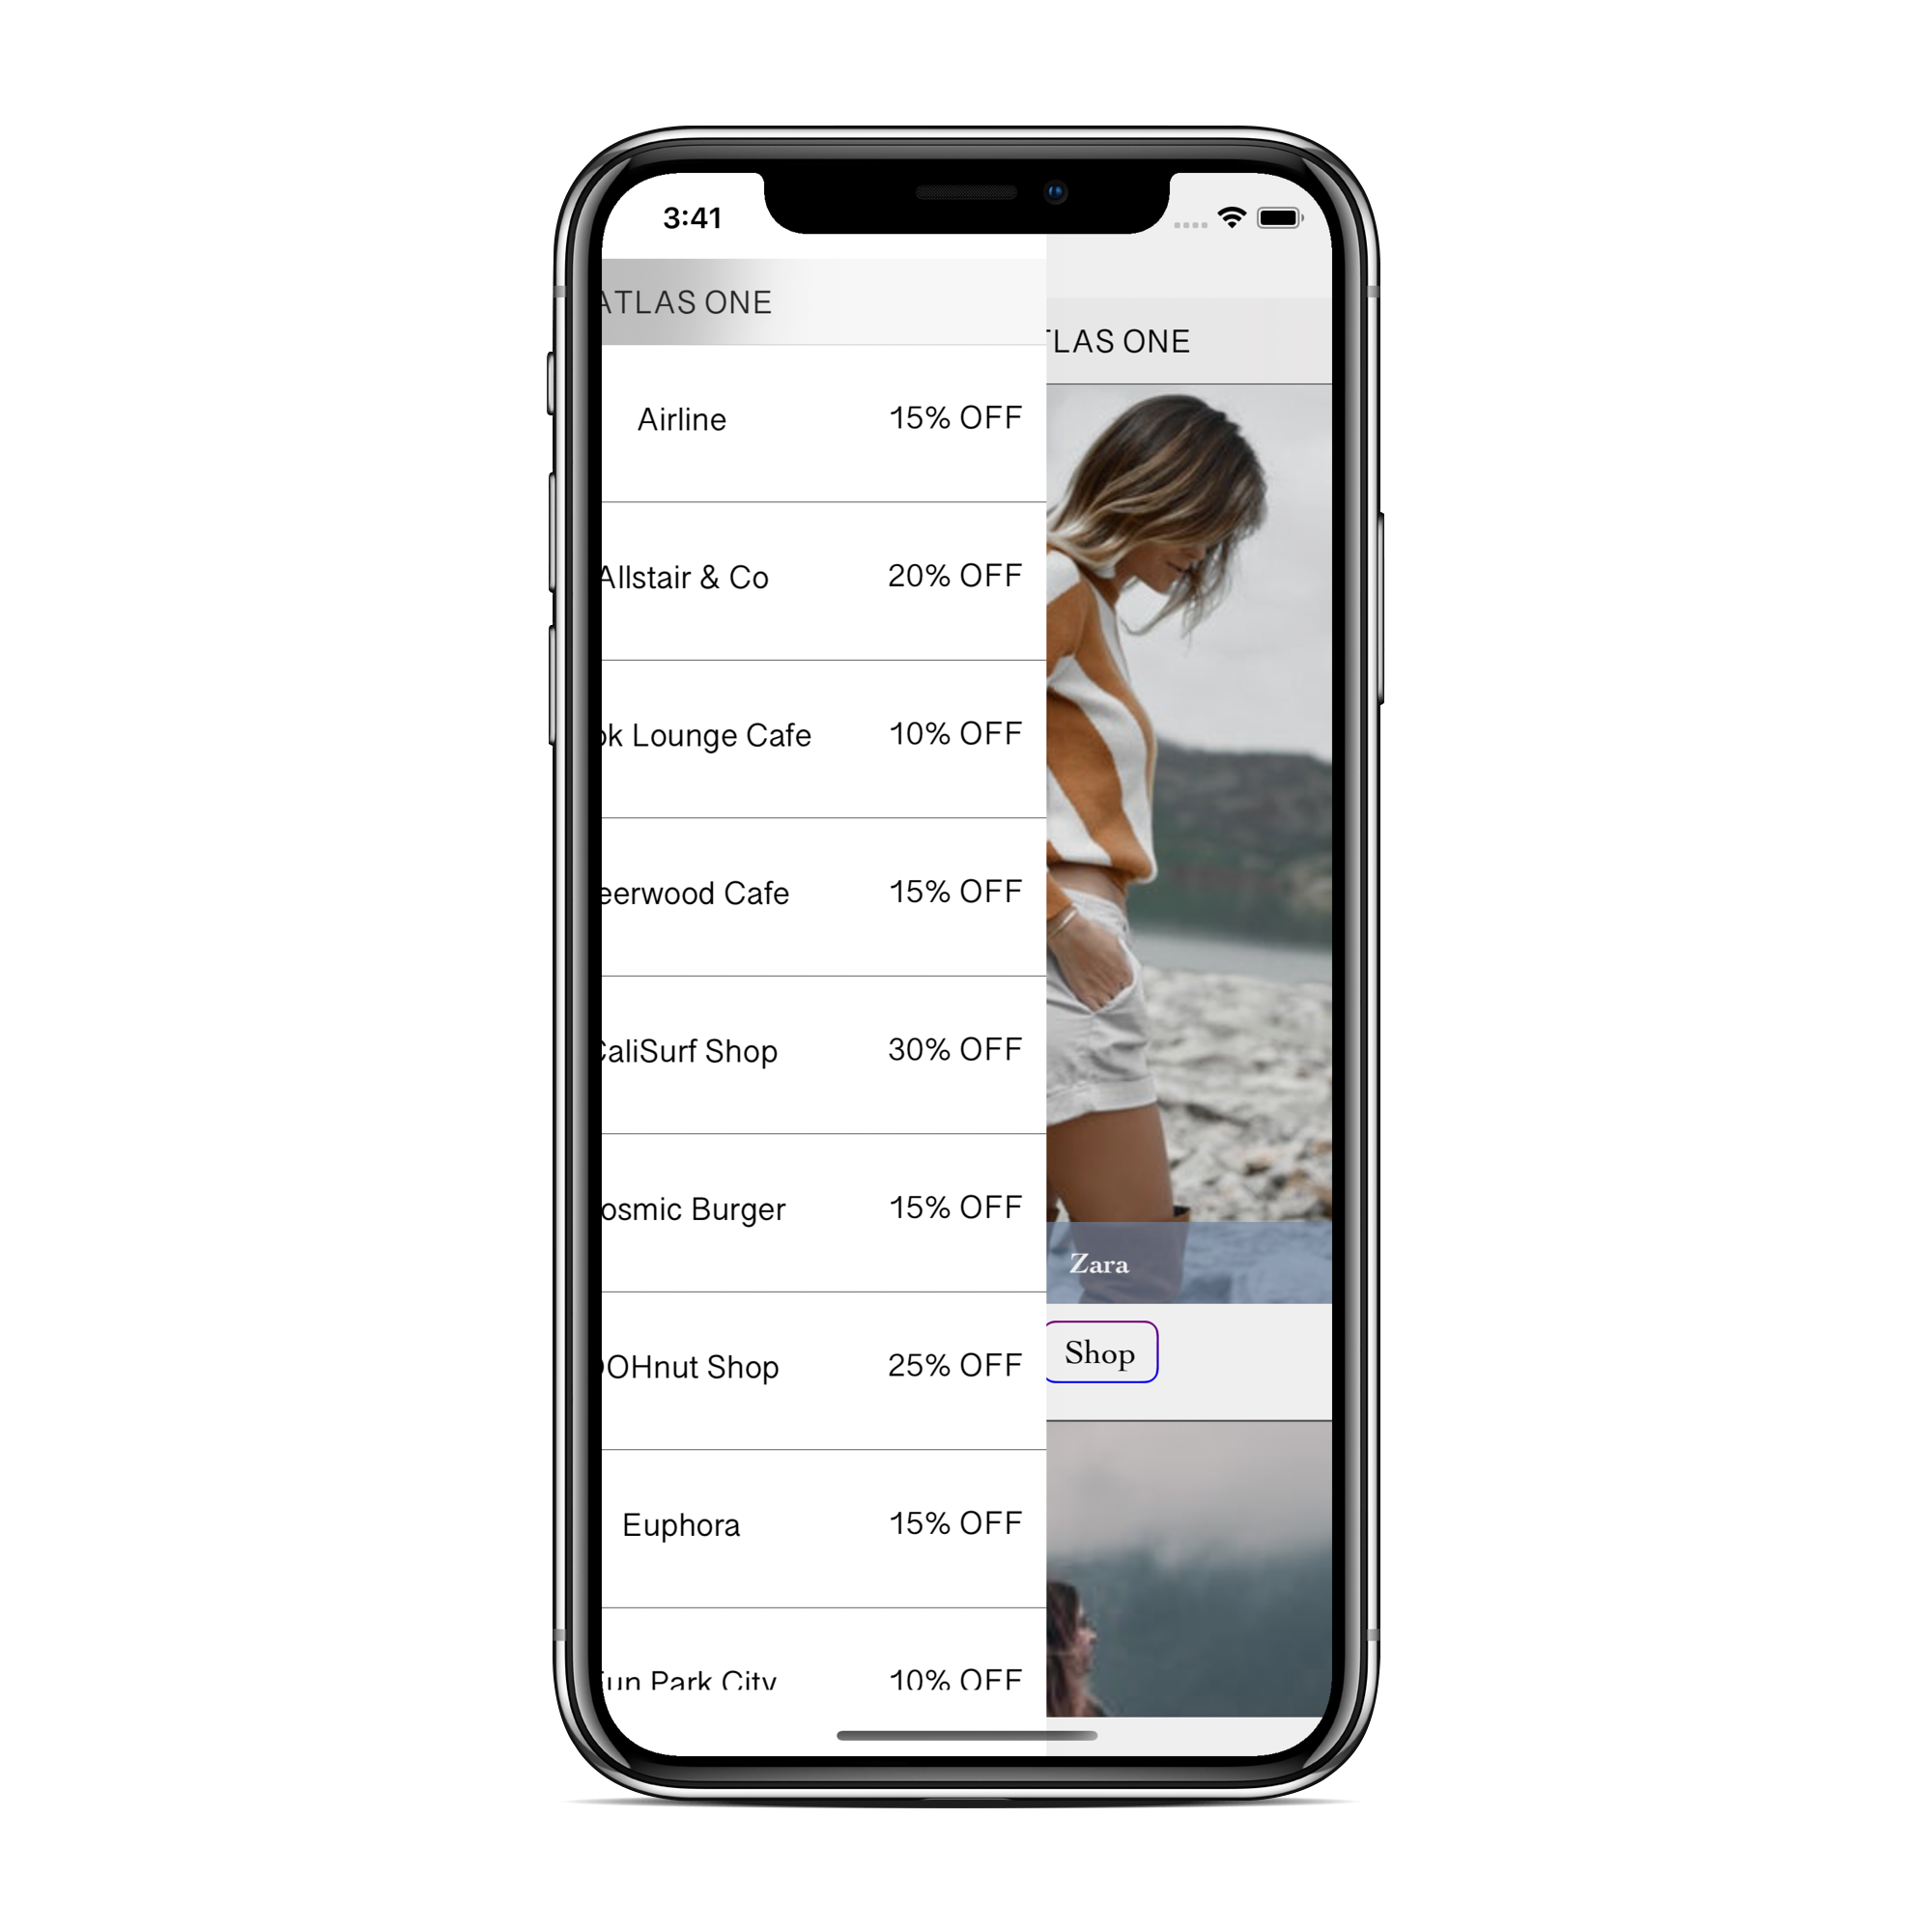 3:41
ATLAS ONE
TLAS ONE
Airline 15% OFF
Allstair & Co 20% OFF
ok Lounge Cafe 10% OFF
eerwood Cafe 15% OFF
CaliSurf Shop 30% OFF
osmic Burger 15% OFF
OOHnut Shop 25% OFF
Euphora 15% OFF
Fun Park City 10% OFF
Zara
Shop